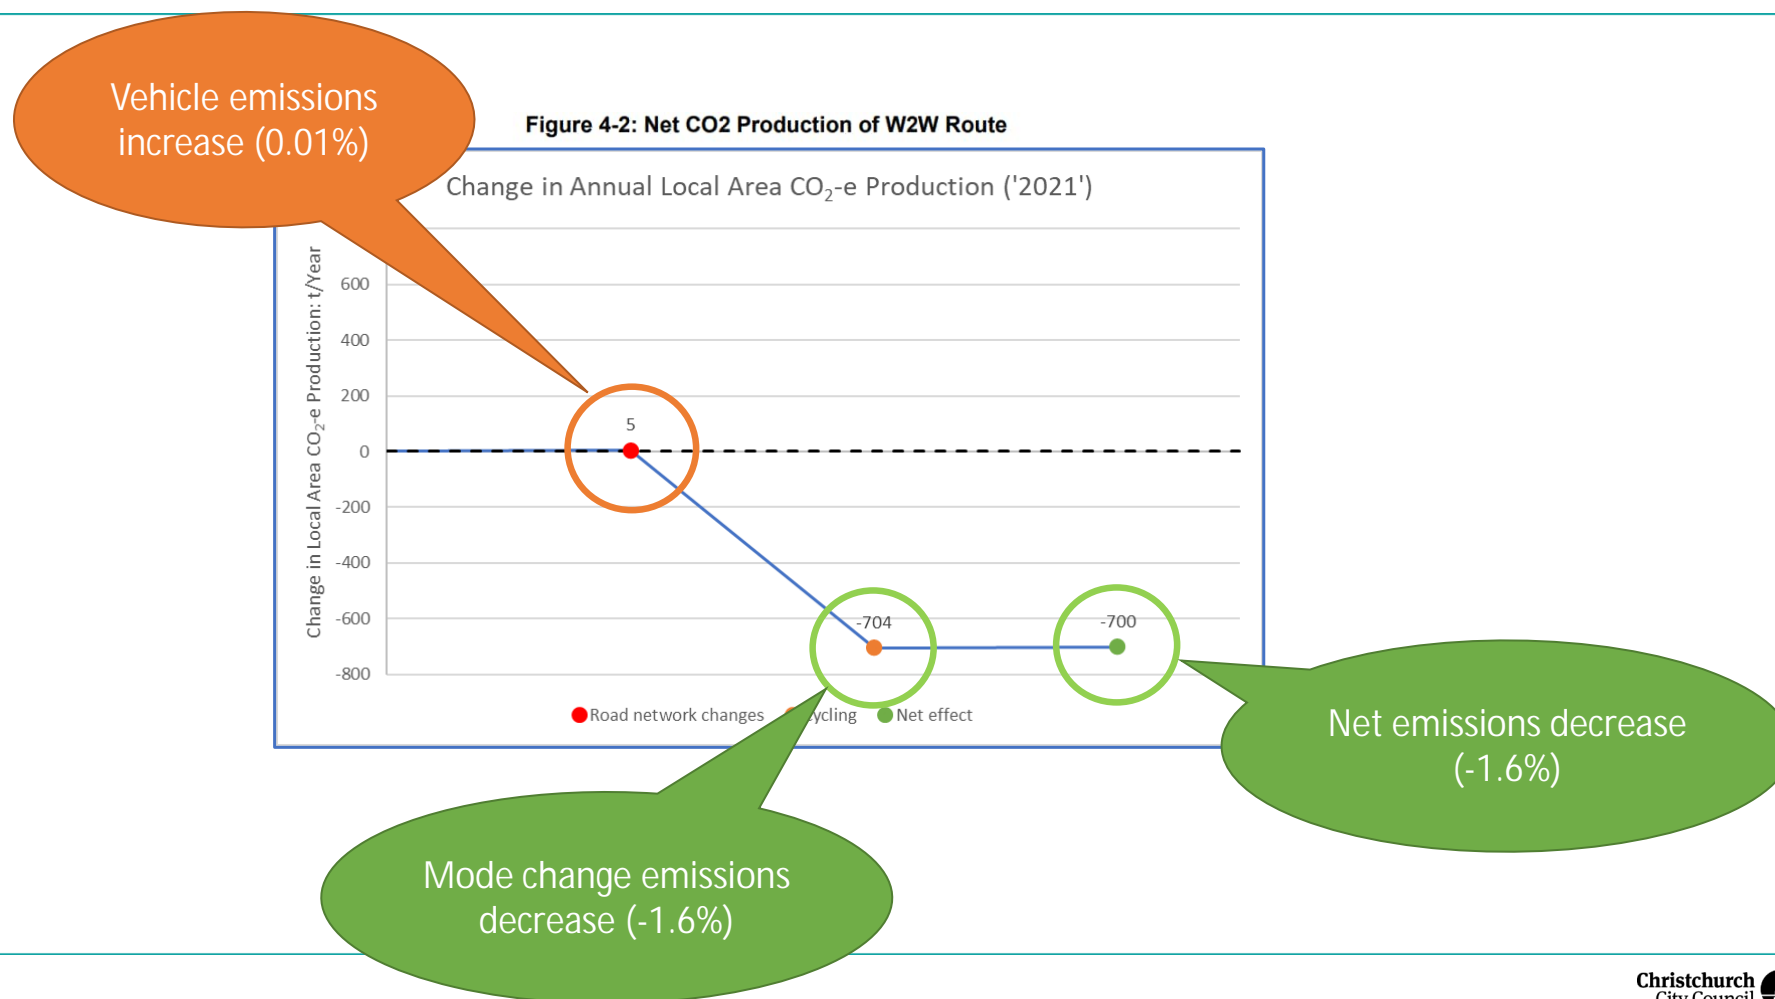 Vehicle emissions
increase (0.01%)
Figure 4-2: Net CO2 Production of W2W Route
Change in Annual Local Area CO₂-e Production ('2021')
Change in Local Area CO₂-e Production: t/Year
600
400
200
0
-200
-400
-600
-800
5
-704
-700
Road network changes
ycling
Net effect
Net emissions decrease
(-1.6%)
Mode change emissions
decrease (-1.6%)
Christchurch
City Council